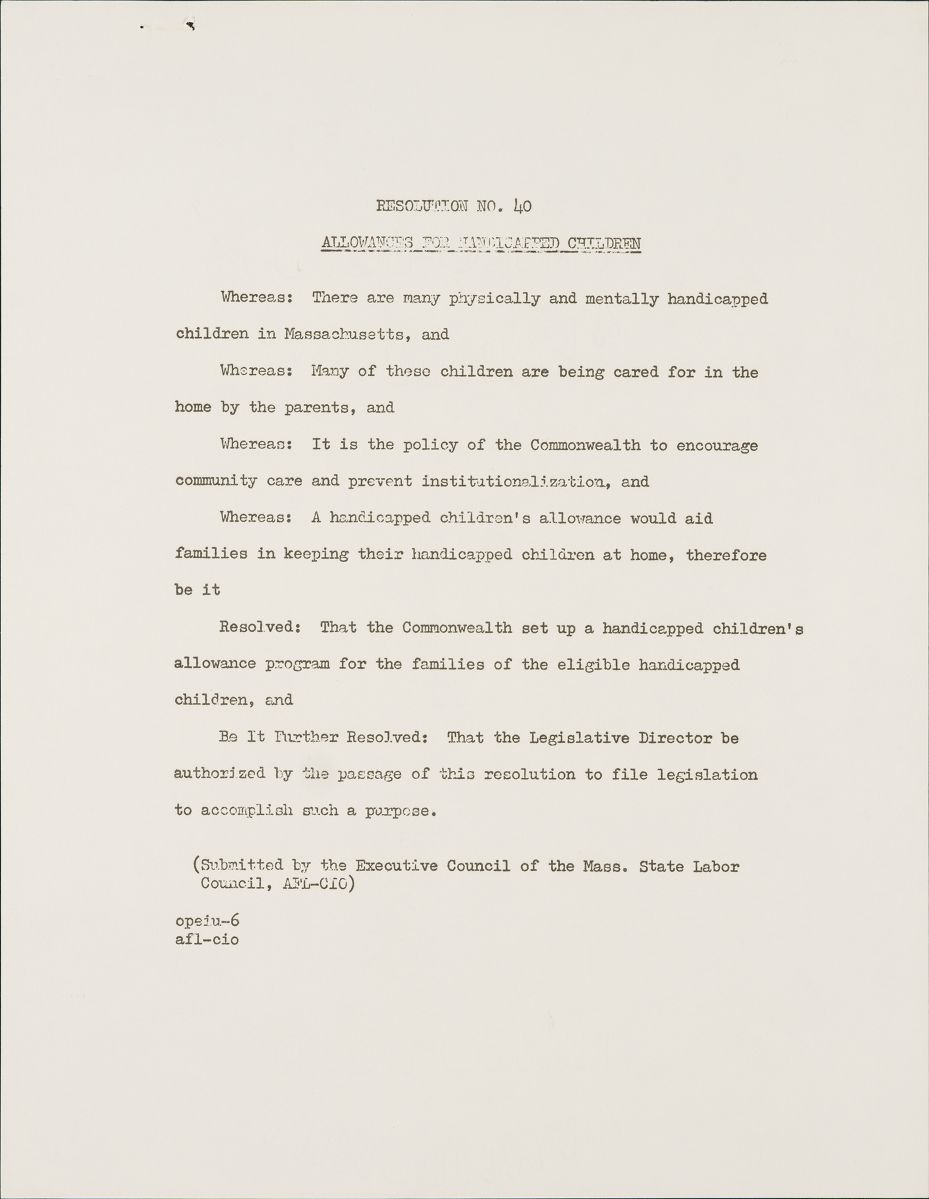 RESOLUTION NO. 40
ALLOWANCES FOR HANDICAPPED CHILDREN
Whereas: There are many physically and mentally handicapped
children in Massachusetts, and
Whereas: Many of these children are being cared for in the
home by the parents, and
Whereas: It is the policy of the Commonwealth to encourage
community care and prevent institutionalization, and
Whereas: A handicapped children's allowance would aid
families in keeping their handicapped children at home, therefore
be it
Resolved: That the Commonwealth set up a handicapped children's
allowance program for the families of the eligible handicapped
children, and
Be It Further Resolved: That the Legislative Director be
authorized by the passage of this resolution to file legislation
to accomplish such a purpose.
(Submitted by the Executive Council of the Mass. State Labor
Council, AFL-CIO)
opeiu-6
afl-cio